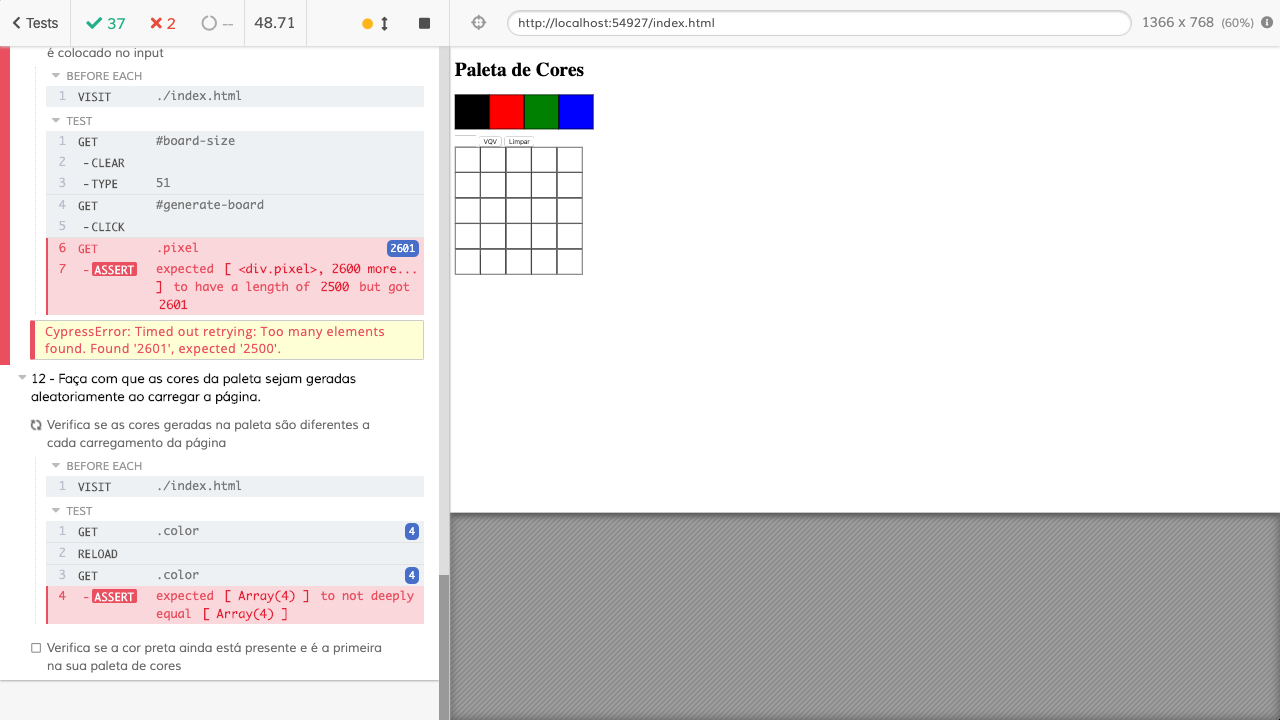 Tests 37 2 -- 48.71 http://localhost:54927/index.html 1366 x 768 (60%)
é colocado no input
BEFORE EACH
1 VISIT ./index.html
TEST
1 GET #board-size
2 -CLEAR
3 -TYPE 51
4 GET #generate-board
5 -CLICK
6 GET .pixel 2601
7 -ASSERT expected [ <div.pixel>, 2600 more...
] to have a length of 2500 but got
2601
CypressError: Timed out retrying: Too many elements
found. Found '2601', expected '2500'.
12 - Faça com que as cores da paleta sejam geradas
aleatoriamente ao carregar a página.
Verifica se as cores geradas na paleta são diferentes a
cada carregamento da página
BEFORE EACH
1 VISIT ./index.html
TEST
1 GET .color 4
2 RELOAD
3 GET .color 4
4 -ASSERT expected [ Array(4) ] to not deeply
equal [ Array(4) ]
Verifica se a cor preta ainda está presente e é a primeira
na sua paleta de cores
Paleta de Cores
VQV Limpar